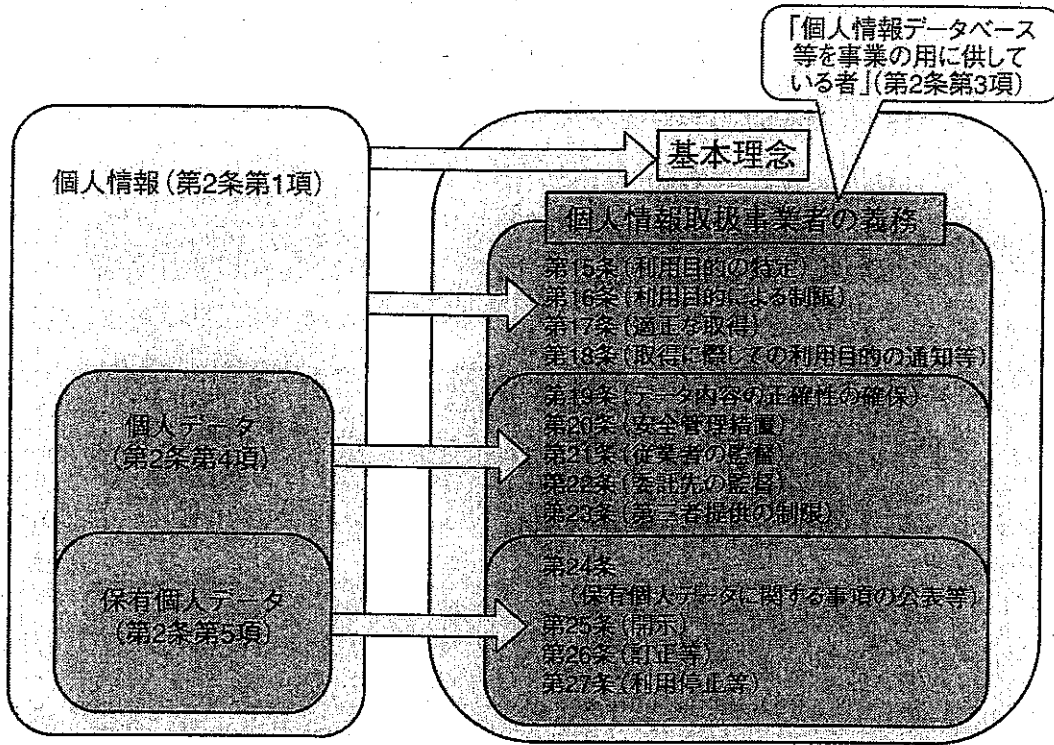 「個人情報データベース
等を事業の用に供して
いる者」(第2条第3項)
個人情報(第2条第1項)
基本理念
個人情報取扱事業者の義務
第15条(利用目的の特定)
第16条(利用目的による制限)
第17条(適正な取得)
第18条(取得に際しての利用目的の通知等)
個人データ
(第2条第4項)
第19条(データ内容の正確性の確保)
第20条(安全管理措置)
第21条(従業者の監督)
第22条(委託先の監督)
第23条(第三者提供の制限)
保有個人データ
(第2条第5項)
第24条
(保有個人データに関する事項の公表等)
第25条(開示)
第26条(訂正等)
第27条(利用停止等)